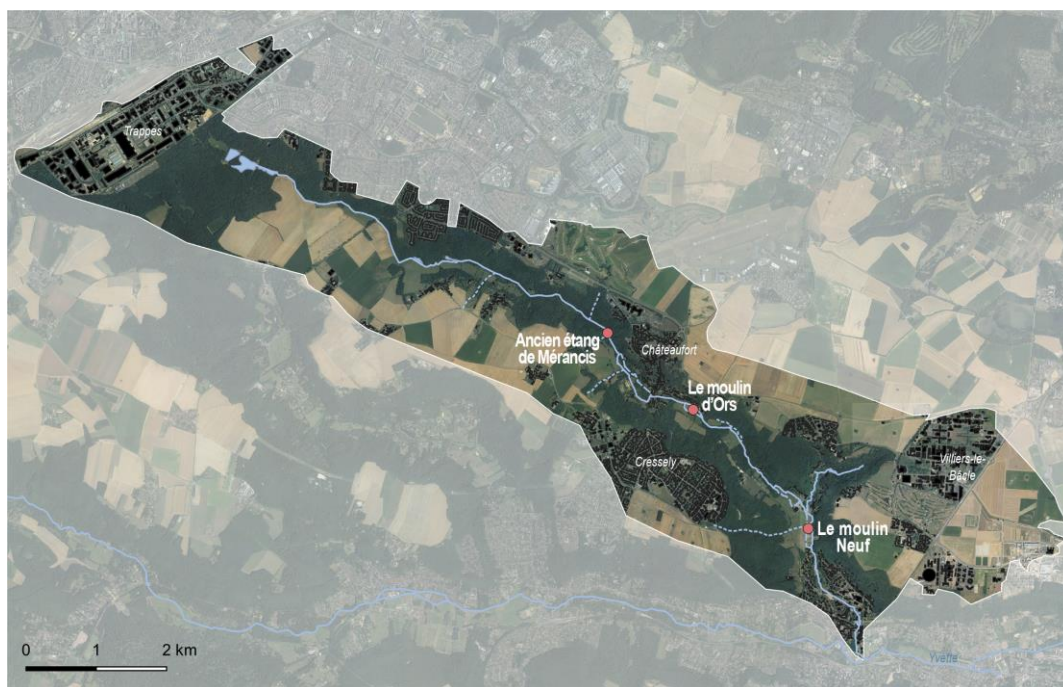 Trappes
Ancien étang
de Mérancis
Châteaufort
Le moulin
d'Ors
Cressely
Villiers-le-
Bâcle
Le moulin
Neuf
0 1 2 km
Yvette